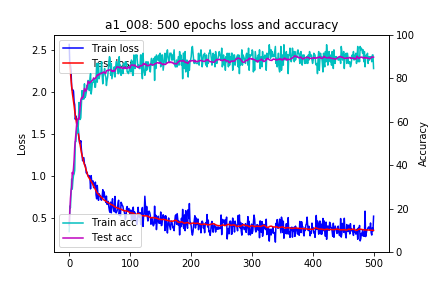 a1_008: 500 epochs loss and accuracy
Train loss
Test loss
Train acc
Test acc
Loss
Accuracy
2.5
2.0
1.5
1.0
0.5
100
80
60
40
20
0
0 100 200 300 400 500